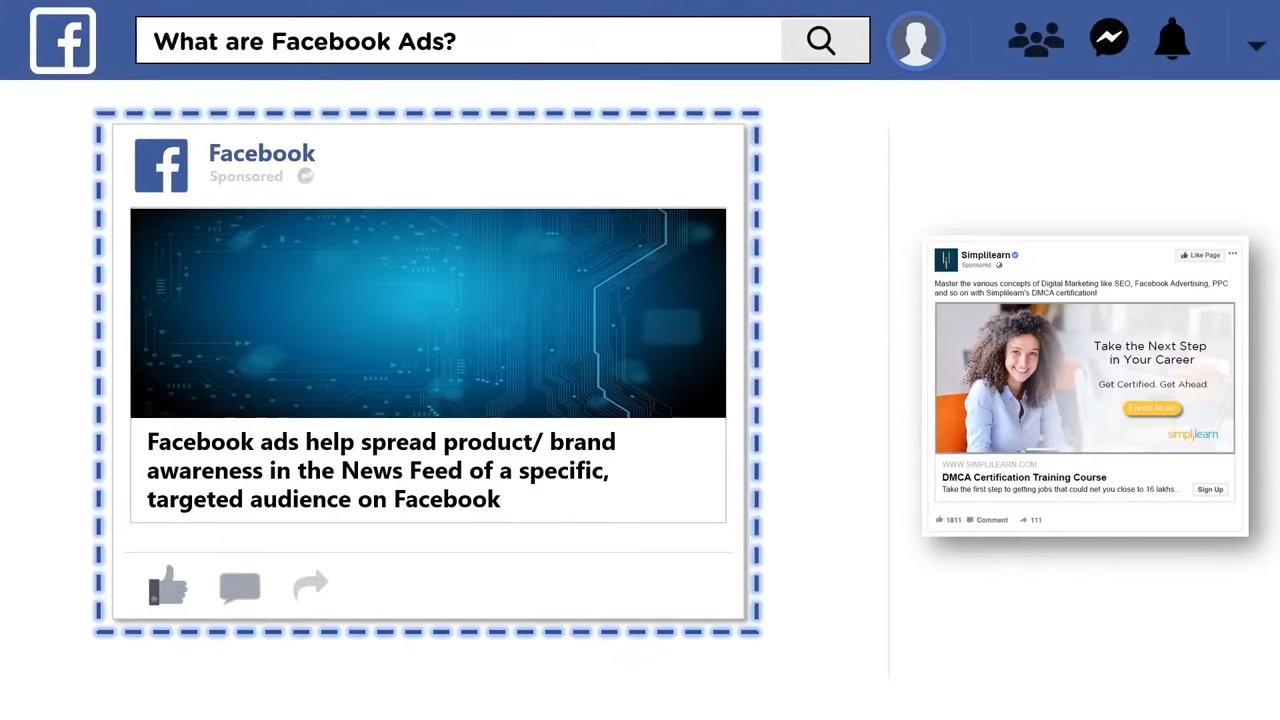 What are Facebook Ads?
Facebook
Sponsored
Facebook ads help spread product/ brand
awareness in the News Feed of a specific,
targeted audience on Facebook
Simplilearn
Like Page
Sponsored
Master the various concepts of Digital Marketing like SEO, Facebook Advertising, PPC
and so on with Simplilearn's DMCA certification!
Take the Next Step
in Your Career
Get Certified. Get Ahead.
Enroll Now!
simplilearn
WWW.SIMPLILEARN.COM
DMCA Certification Training Course
Take the first step to getting jobs that could net you close to 16 lakhs...
Sign Up
1811 Comment 111